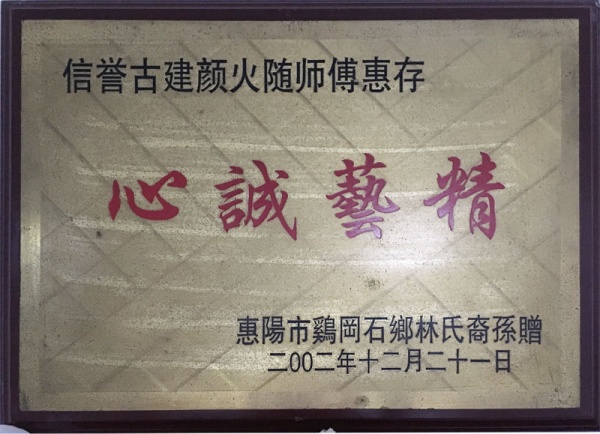 信誉古建颜火随师傅惠存
精藝誠心
惠陽市鷄岡石鄉林氏裔孫贈
二00二年十二月二十一日